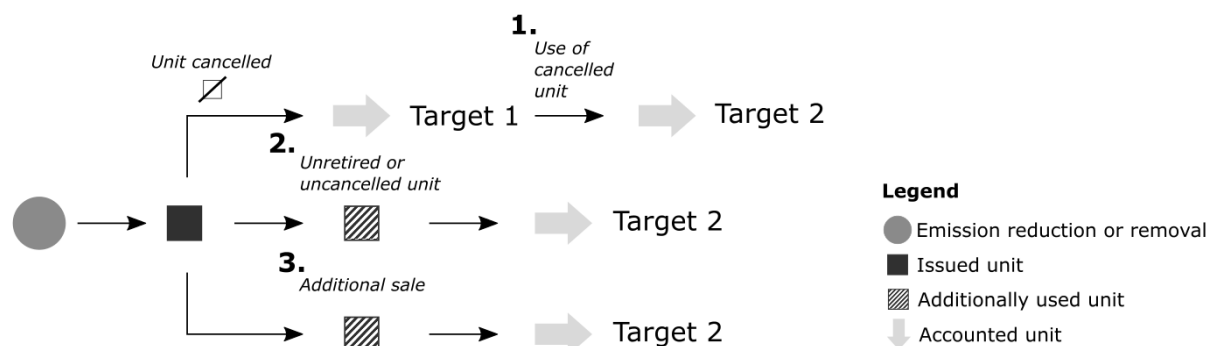 1.
Unit cancelled
Use of
cancelled
unit
Target 1
Target 2
2.
Unretired or
uncancelled unit
Target 2
3.
Additional sale
Target 2
Legend
Emission reduction or removal
Issued unit
Additionally used unit
Accounted unit